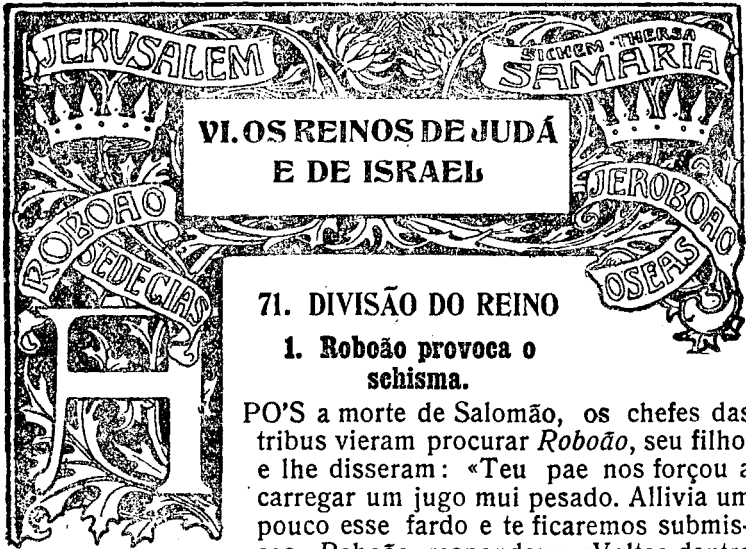 JERUSALEM
SICHEM-THERSA
SAMARIA
VI. OS REINOS DE JUDÁ
E DE ISRAEL
ROBOÃO
SEDECIAS
JEROBOÃO
OSEAS
71. DIVISÃO DO REINO
1. Roboão provoca o
schisma.
A
PO'S a morte de Salomão, os chefes das
tribus vieram procurar Roboão, seu filho
e lhe disseram: «Teu pae nos forçou a
carregar um jugo mui pesado. Allivia um
pouco esse fardo e te ficaremos submis-